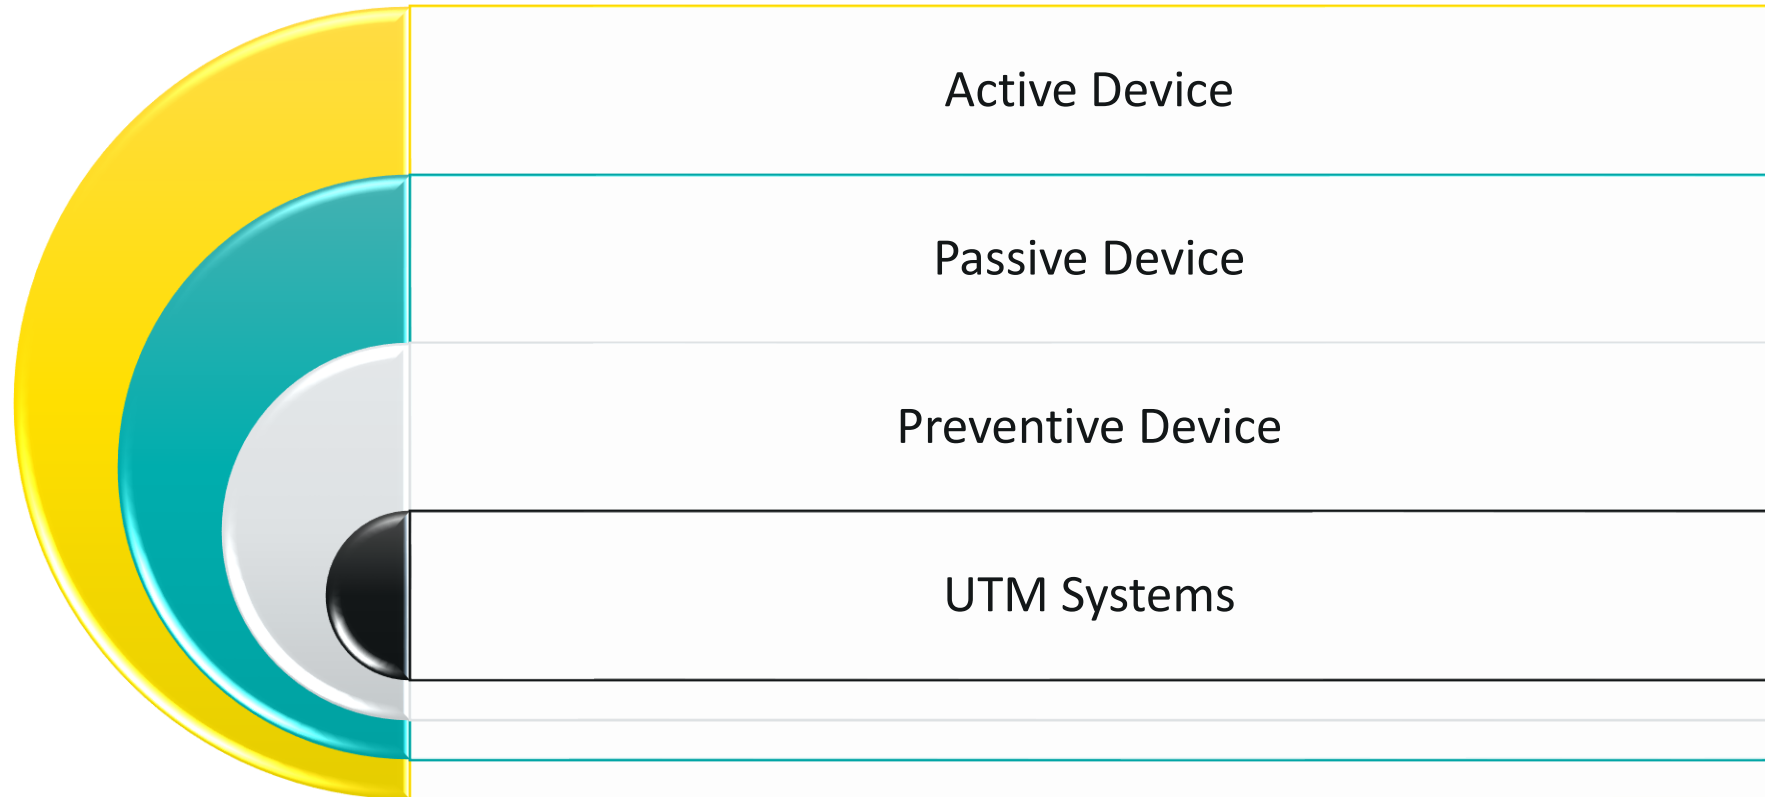 Active Device
Passive Device
Preventive Device
UTM Systems